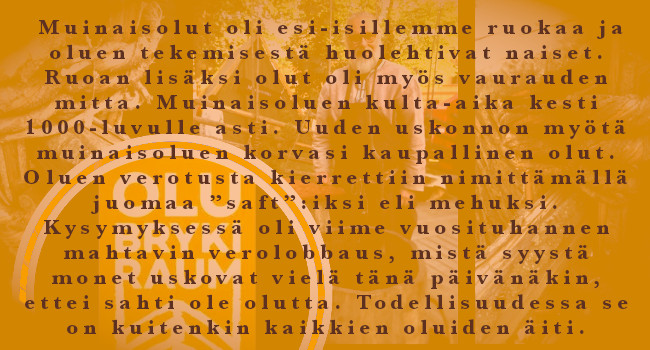 Muinaisolut oli esi-isillemme ruokaa ja
oluen tekemisestä huolehtivat naiset.
Ruoan lisäksi olut oli myös vaurauden
mitta. Muinaisoluen kulta-aika kesti
1000-luvulle asti. Uuden uskonnon myötä
muinaisoluen korvasi kaupallinen olut.
Oluen verotusta kierrettiin nimittämällä
juomaa ”saft”:iksi eli mehuksi.
Kysymyksessä oli viime vuosituhannen
mahtavin verolobbaus, mistä syystä
monet uskovat vielä tänä päivänäkin,
ettei sahti ole olutta. Todellisuudessa se
on kuitenkin kaikkien oluiden äiti.
OLU
BRYN
RAUM